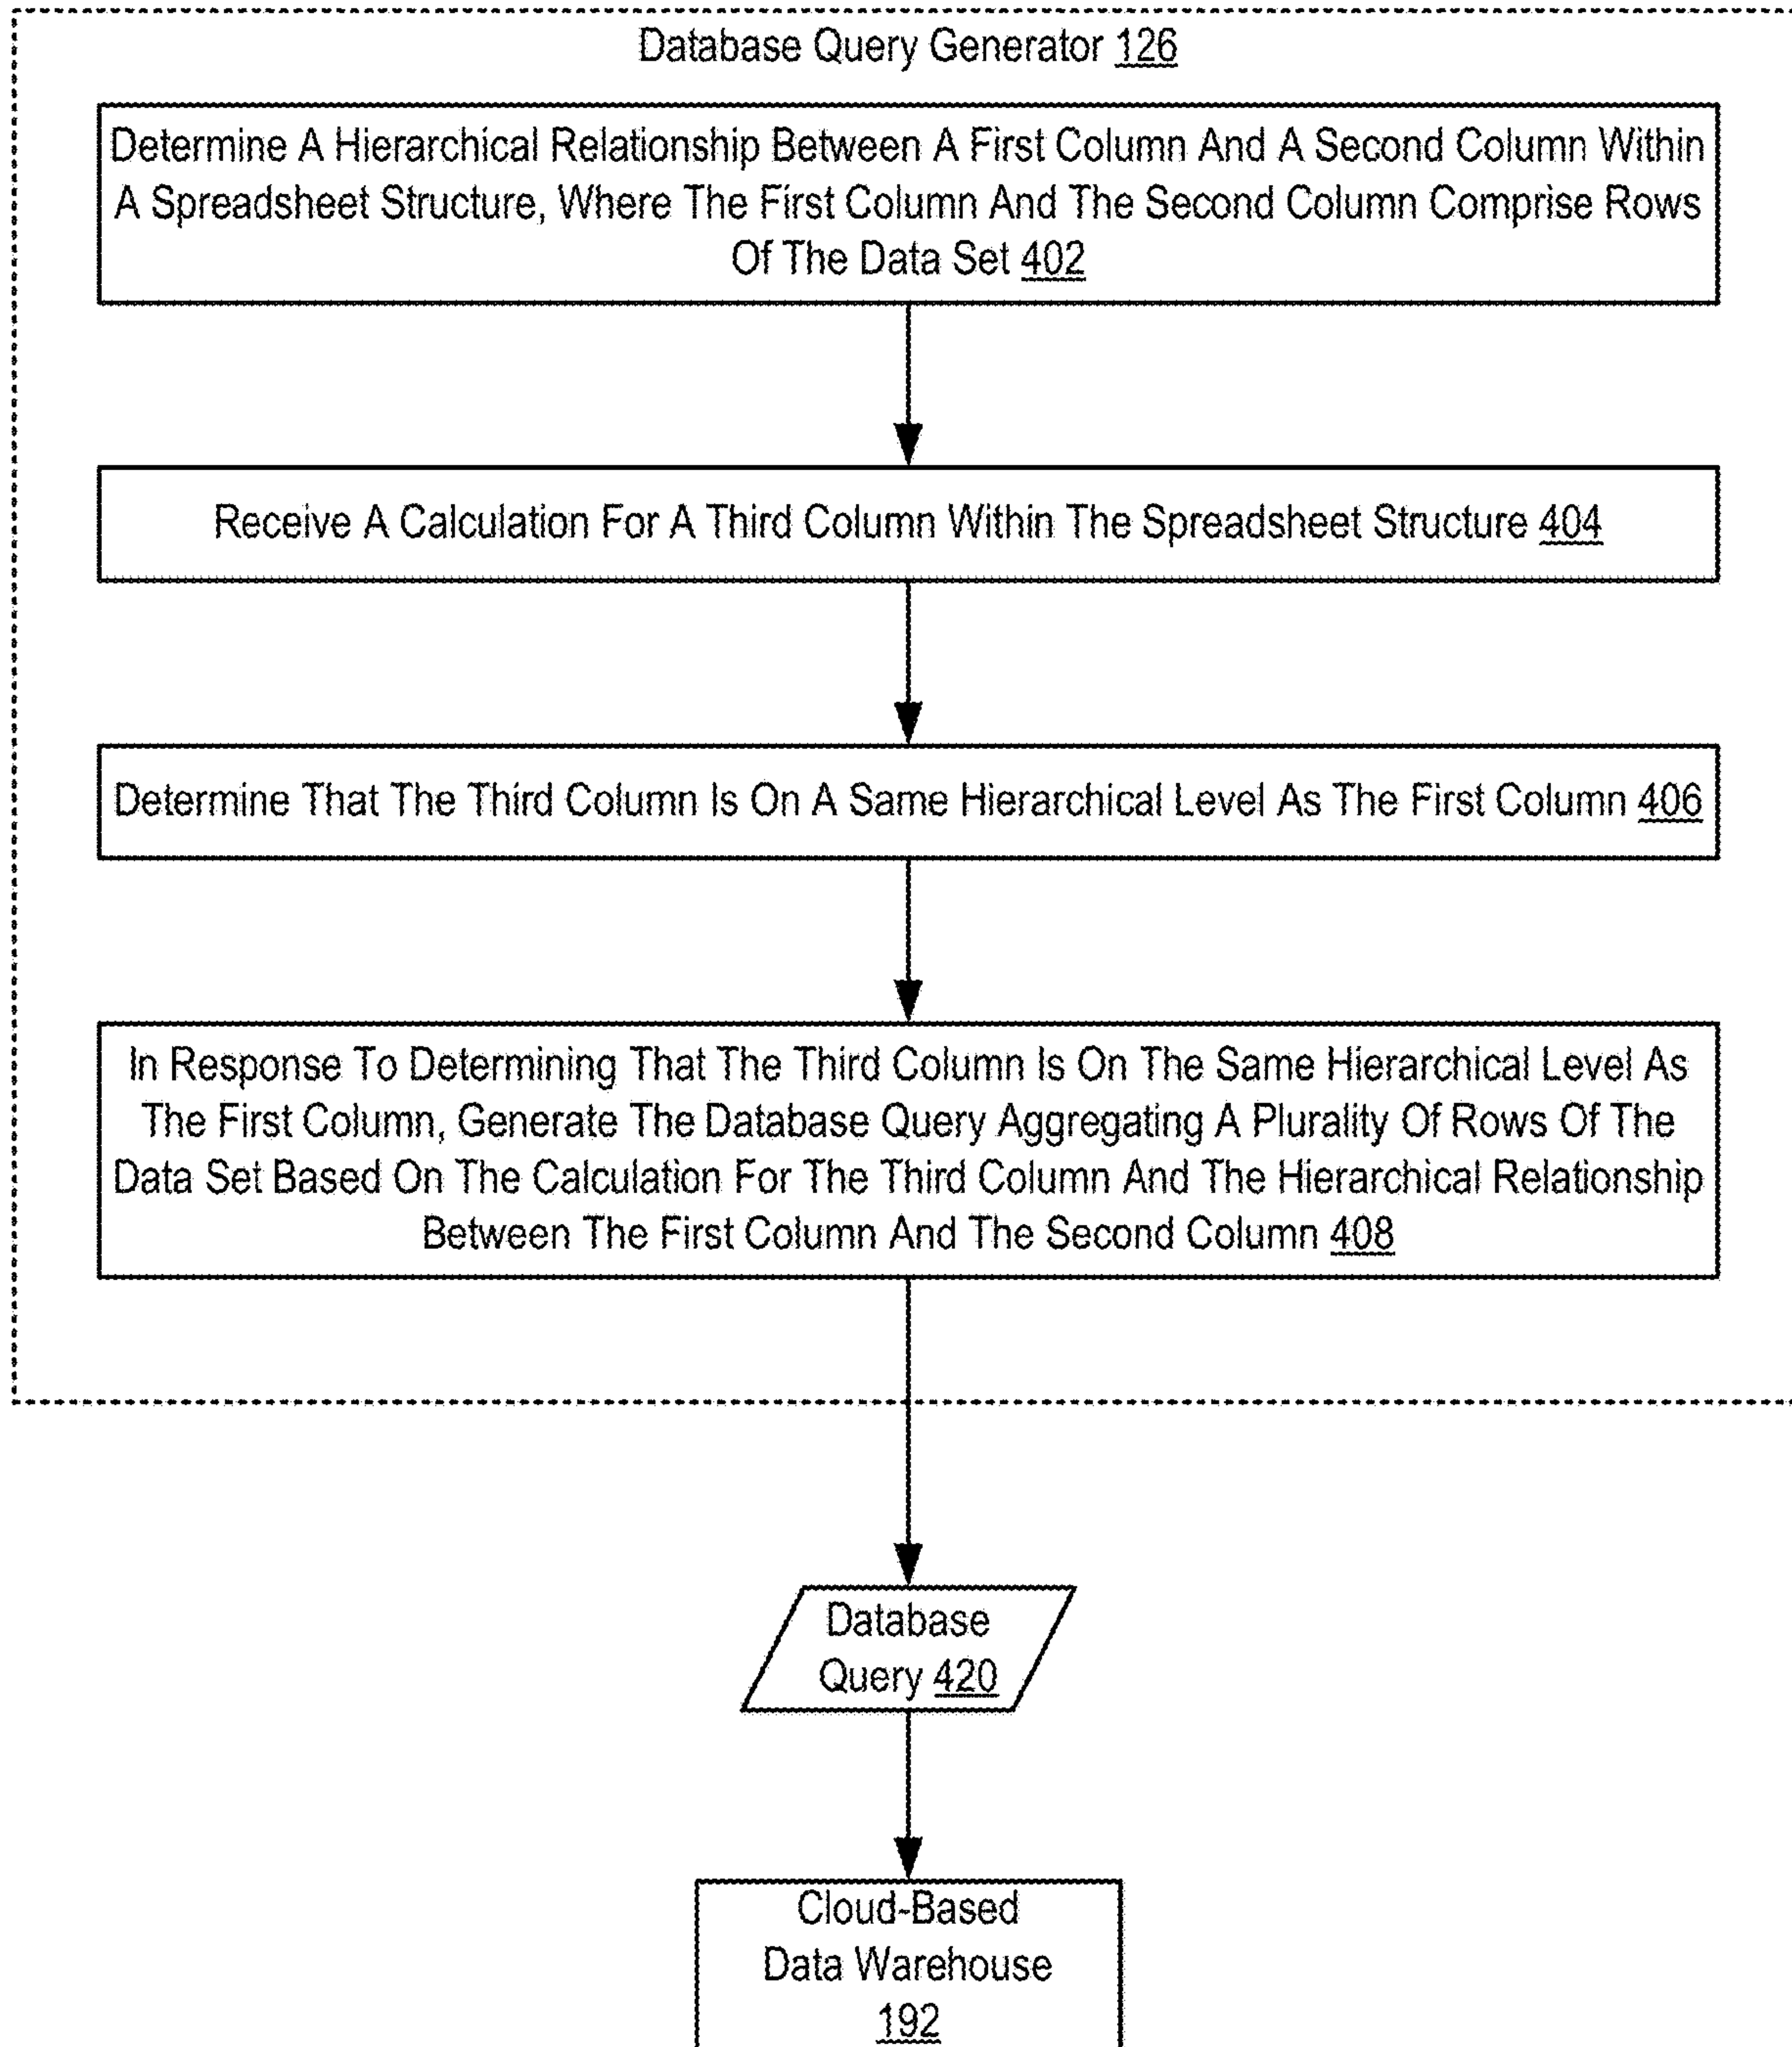 Database Query Generator 126
Determine A Hierarchical Relationship Between A First Column And A Second Column Within
A Spreadsheet Structure, Where The First Column And The Second Column Comprise Rows
Of The Data Set 402
Receive A Calculation For A Third Column Within The Spreadsheet Structure 404
Determine That The Third Column Is On A Same Hierarchical Level As The First Column 406
In Response To Determining That The Third Column Is On The Same Hierarchical Level As
The First Column, Generate The Database Query Aggregating A Plurality Of Rows Of The
Data Set Based On The Calculation For The Third Column And The Hierarchical Relationship
Between The First Column And The Second Column 408
Database
Query 420
Cloud-Based
Data Warehouse
192